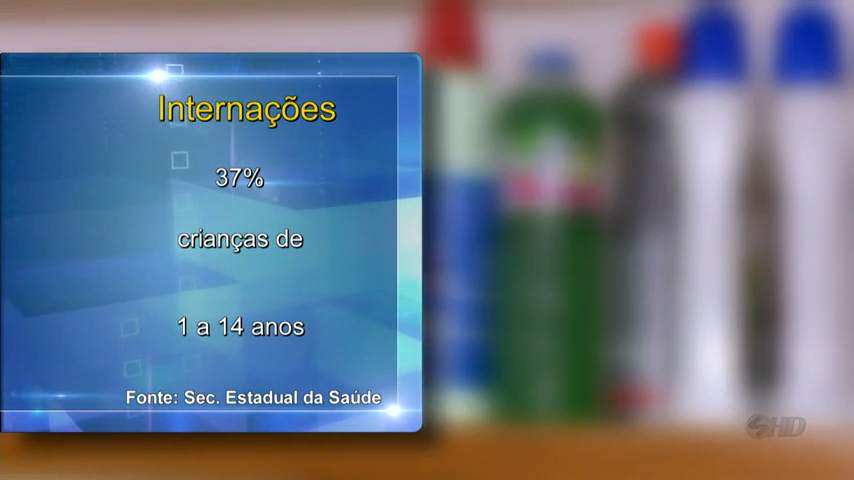 Internações
37%
crianças de
1 a 14 anos
Fonte: Sec. Estadual da Saúde
HD